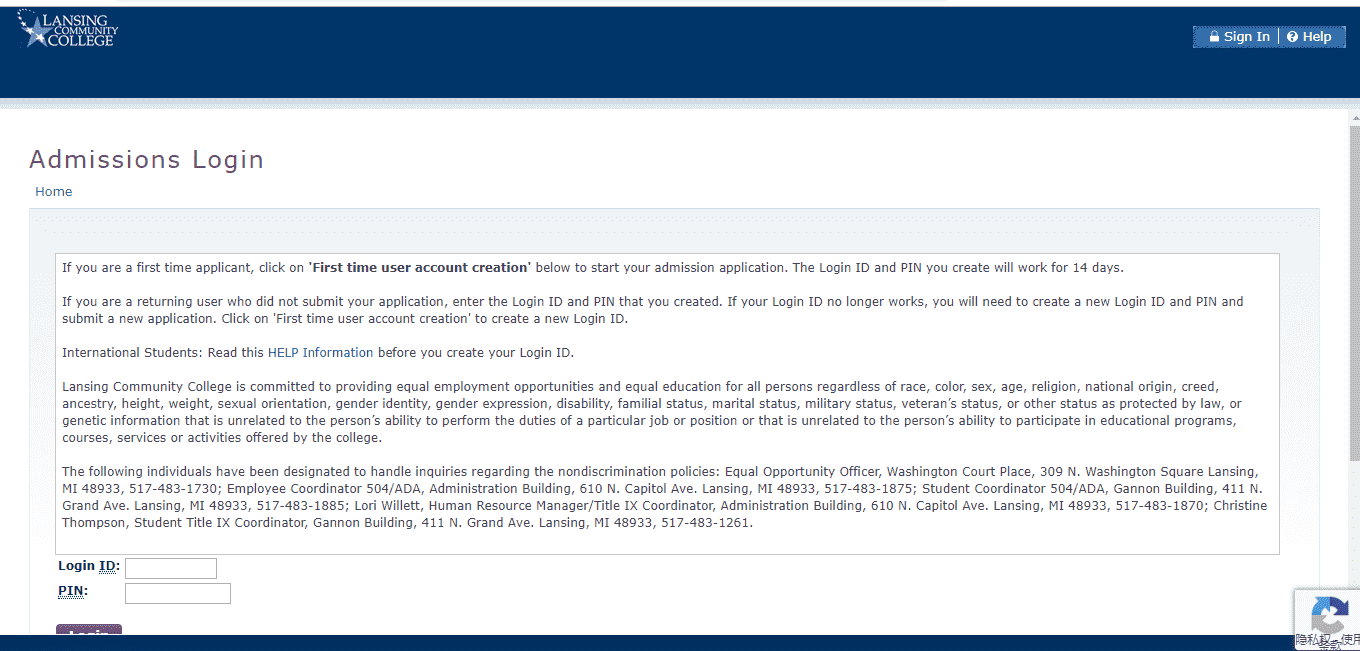 LANSING
COMMUNITY
COLLEGE
Sign In
Help
Admissions Login
Home
If you are a first time applicant, click on 'First time user account creation' below to start your admission application. The Login ID and PIN you create will work for 14 days.
If you are a returning user who did not submit your application, enter the Login ID and PIN that you created. If your Login ID no longer works, you will need to create a new Login ID and PIN and
submit a new application. Click on 'First time user account creation' to create a new Login ID.
International Students: Read this HELP Information before you create your Login ID.
Lansing Community College is committed to providing equal employment opportunities and equal education for all persons regardless of race, color, sex, age, religion, national origin, creed,
ancestry, height, weight, sexual orientation, gender identity, gender expression, disability, familial status, marital status, military status, veteran’s status, or other status as protected by law, or
genetic information that is unrelated to the person’s ability to perform the duties of a particular job or position or that is unrelated to the person’s ability to participate in educational programs,
courses, services or activities offered by the college.
The following individuals have been designated to handle inquiries regarding the nondiscrimination policies: Equal Opportunity Officer, Washington Court Place, 309 N. Washington Square Lansing,
MI 48933, 517-483-1730; Employee Coordinator 504/ADA, Administration Building, 610 N. Capitol Ave. Lansing, MI 48933, 517-483-1875; Student Coordinator 504/ADA, Gannon Building, 411 N.
Grand Ave. Lansing, MI 48933, 517-483-1885; Lori Willett, Human Resource Manager/Title IX Coordinator, Administration Building, 610 N. Capitol Ave. Lansing, MI 48933, 517-483-1870; Christine
Thompson, Student Title IX Coordinator, Gannon Building, 411 N. Grand Ave. Lansing, MI 48933, 517-483-1261.
Login ID:
PIN:
Login
隐私权 - 使用
条款